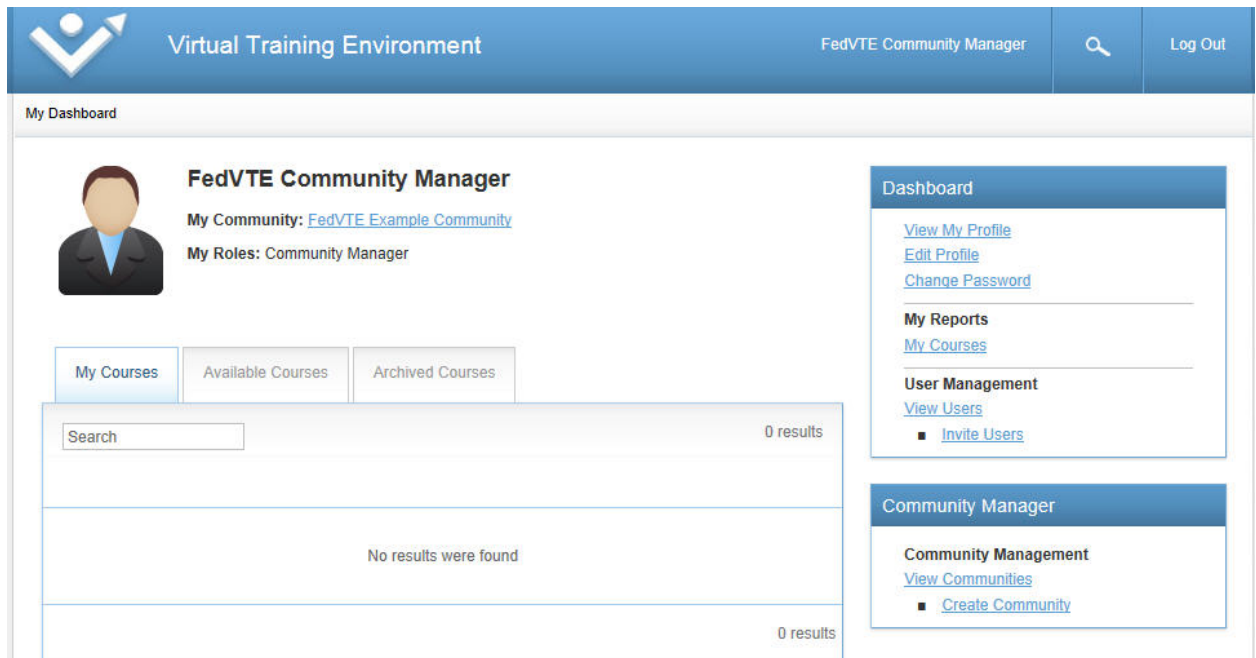 Virtual Training Environment
FedVTE Community Manager
Log Out
My Dashboard
FedVTE Community Manager
My Community: FedVTE Example Community
My Roles: Community Manager
My Courses
Available Courses
Archived Courses
Search
0 results
No results were found
0 results
Dashboard
View My Profile
Edit Profile
Change Password
My Reports
My Courses
User Management
View Users
Invite Users
Community Manager
Community Management
View Communities
Create Community